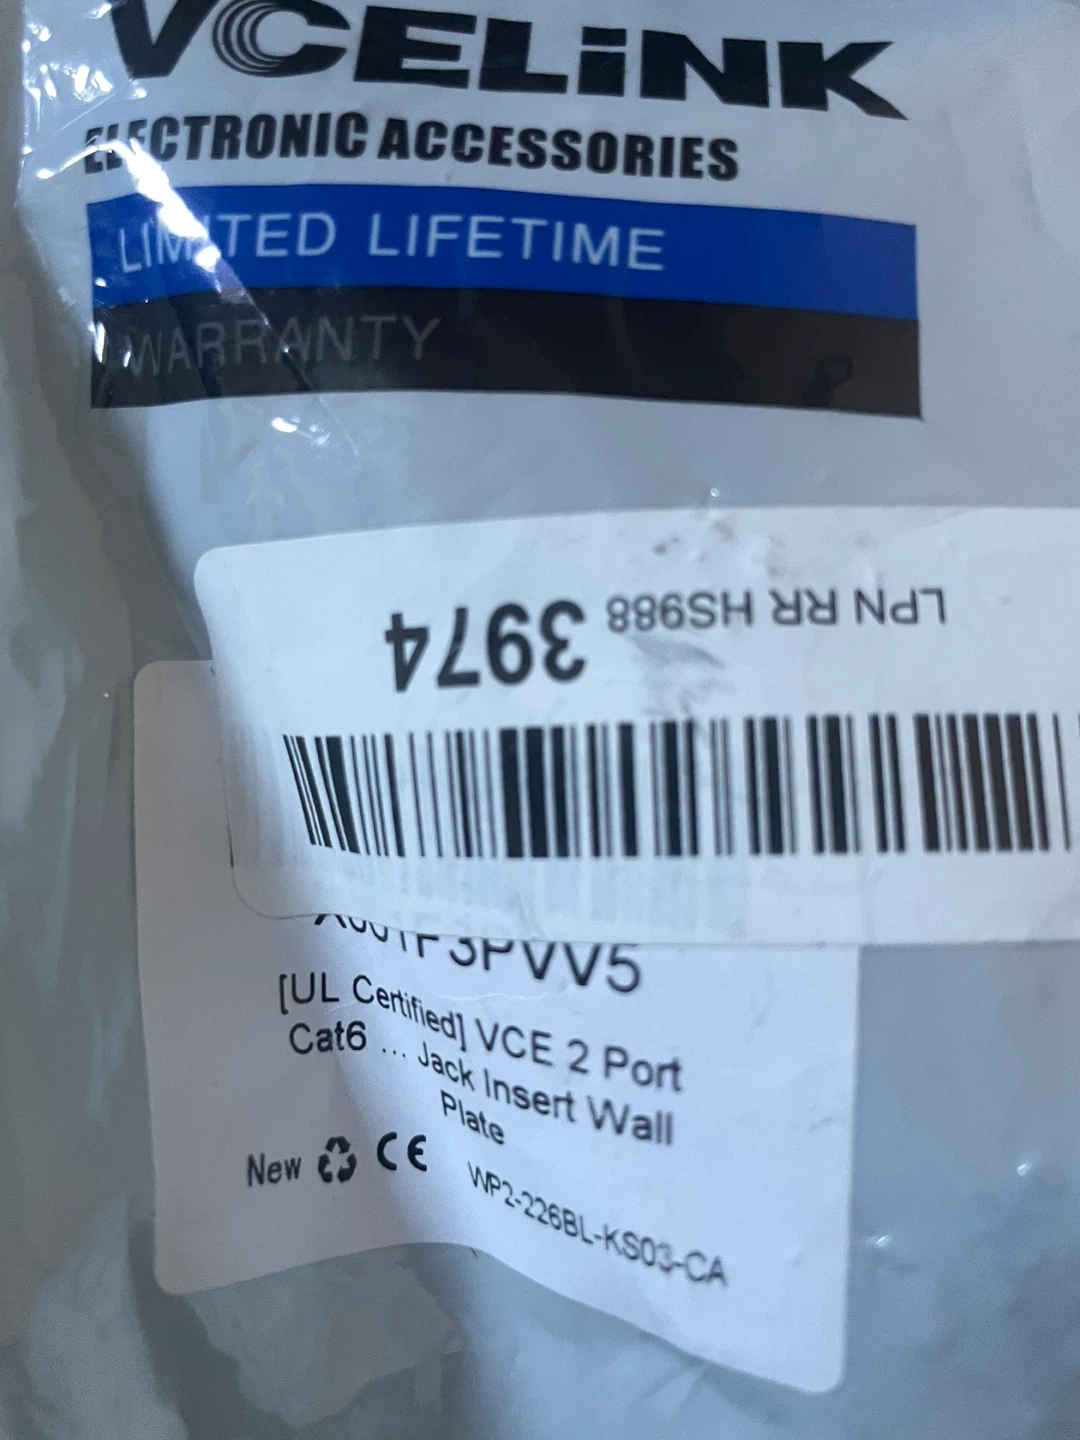 VCELiNK
ELECTRONIC ACCESSORIES
LIMITED LIFETIME
WARRANTY
LPN RR HS988 3974
X001F3PVV5
[UL Certified] VCE 2 Port
Cat6 ... Jack Insert Wall
Plate
New CE WP2-226BL-KS03-CA